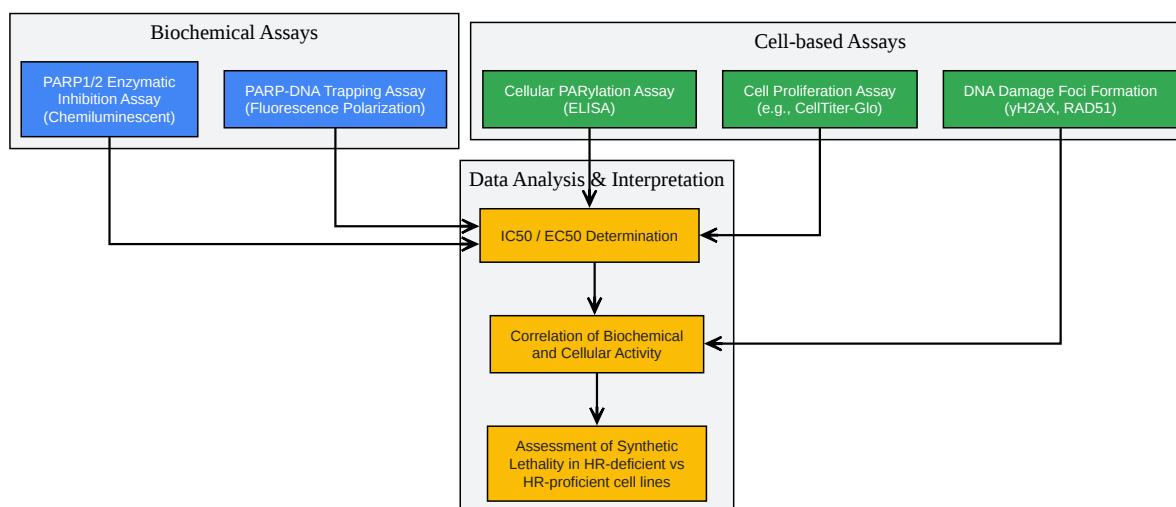 Biochemical Assays
PARP1/2 Enzymatic
Inhibition Assay
(Chemiluminescent)
PARP-DNA Trapping Assay
(Fluorescence Polarization)
Cell-based Assays
Cellular PARylation Assay
(ELISA)
Cell Proliferation Assay
(e.g., CellTiter-Glo)
DNA Damage Foci Formation
(γH2AX, RAD51)
Data Analysis & Interpretation
IC50 / EC50 Determination
Correlation of Biochemical
and Cellular Activity
Assessment of Synthetic
Lethality in HR-deficient vs
HR-proficient cell lines